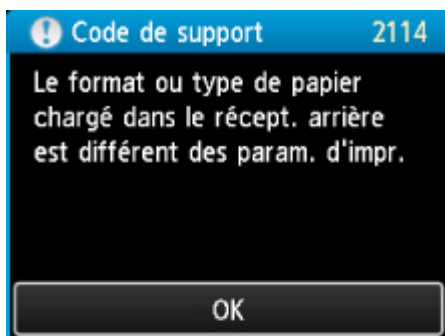 Code de support 2114
Le format ou type de papier
chargé dans le récept. arrière
est différent des param. d'impr.
OK